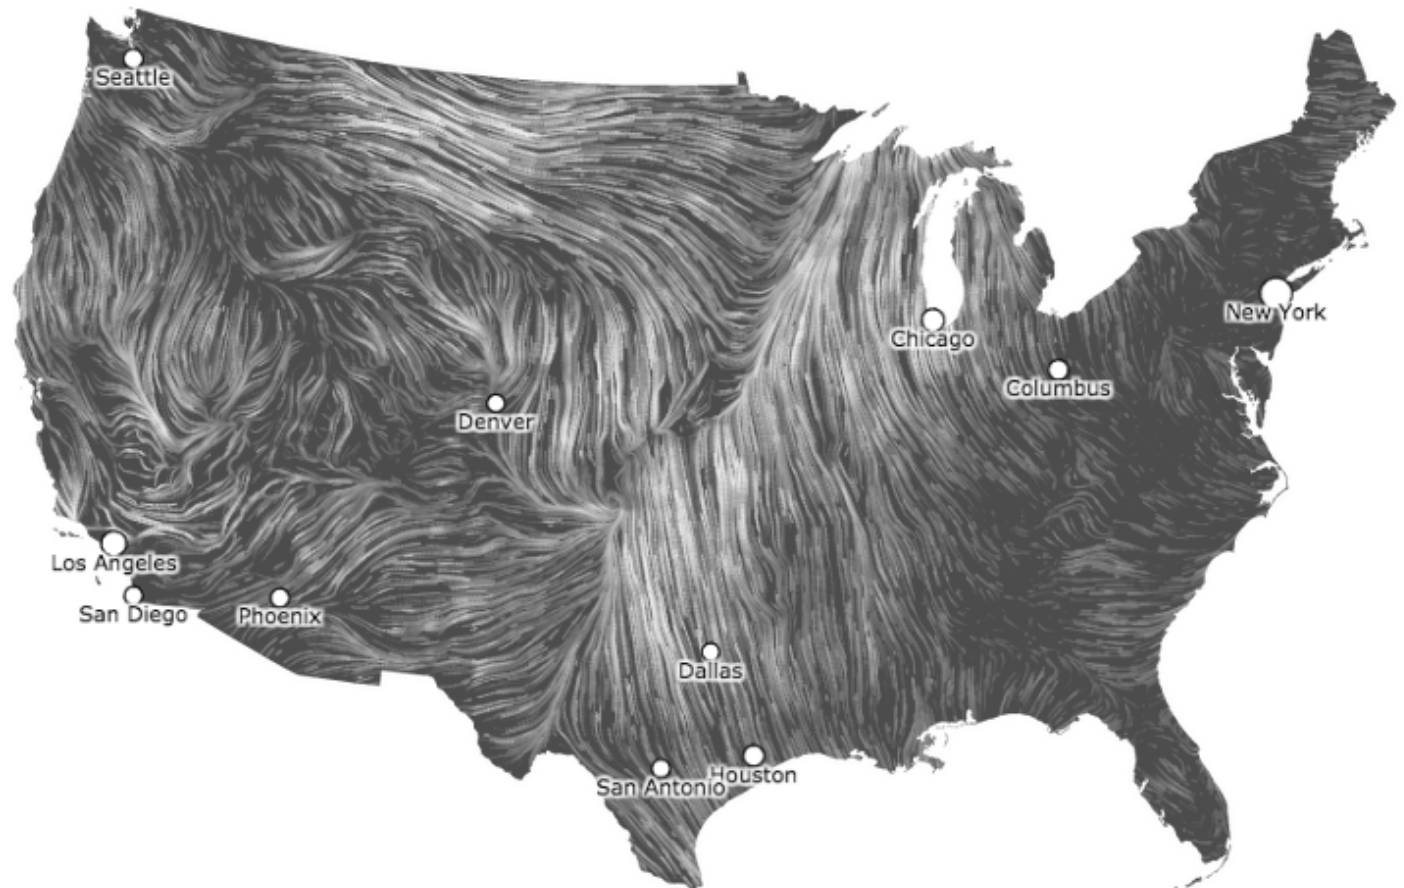 Seattle
New York
Chicago
Columbus
Denver
Los Angeles
San Diego
Phoenix
Dallas
Houston
San Antonio